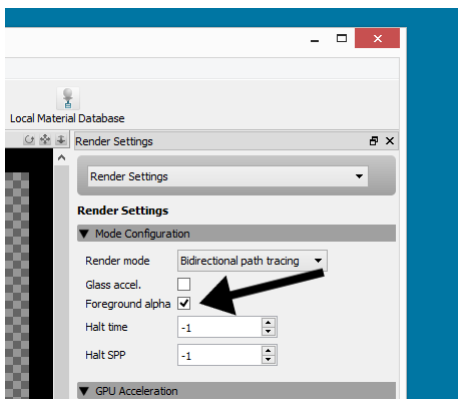 Local Material Database
Render Settings
Render Settings
Render Settings
Mode Configuration
Render mode Bidirectional path tracing
Glass accel.
Foreground alpha
Halt time -1
Halt SPP -1
GPU Acceleration